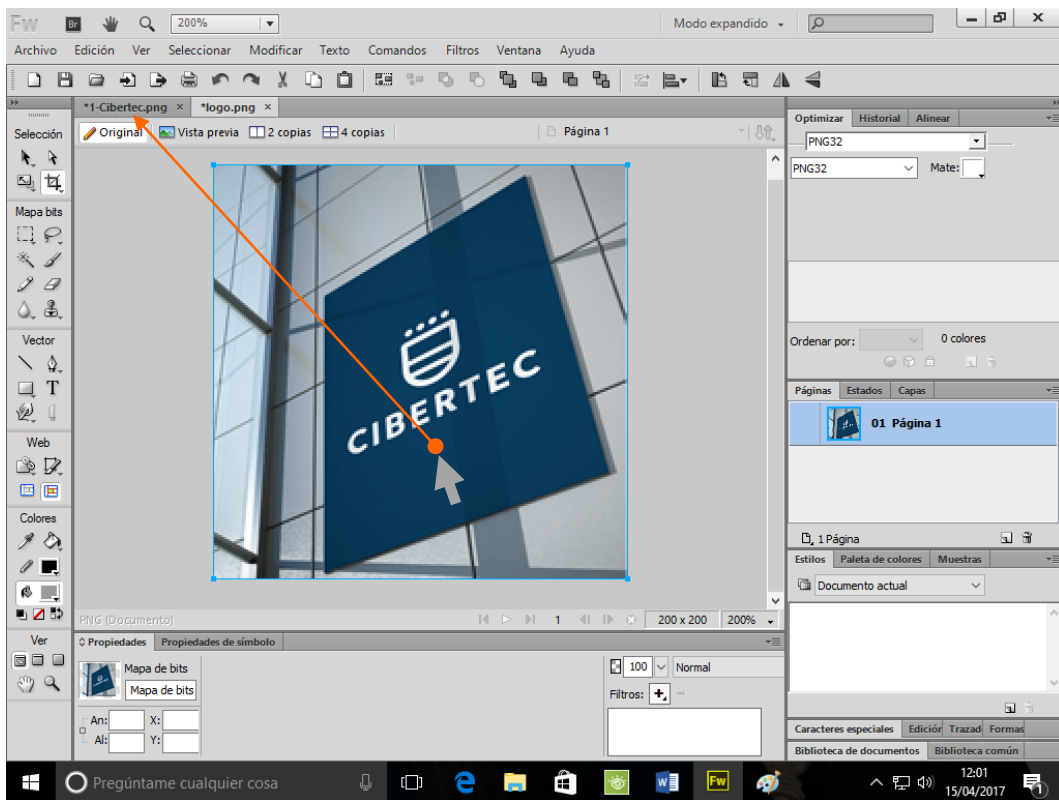 Fw Br 200% Modo expandido
Archivo Edición Ver Seleccionar Modificar Texto Comandos Filtros Ventana Ayuda
*1-Cibertec.png × *logo.png ×
Original Vista previa 2 copias 4 copias Página 1
Selección
Mapa bits
Vector
T
Web
Colores
Ver
CIBERTEC
PNG (Documento) 1 200 x 200 200%
Propiedades Propiedades de símbolo
Mapa de bits
Mapa de bits
An: X:
Al: Y:
100 Normal
Filtros:
Optimizar Historial Alinear
PNG32
PNG32 Mate:
Ordenar por: 0 colores
Páginas Estados Capas
01 Página 1
1 Página
Estilos Paleta de colores Muestras
Documento actual
Caracteres especiales Ediciór Trazad Formas
Biblioteca de documentos Biblioteca común
Pregúntame cualquier cosa
Fw
12:01
15/04/2017
1